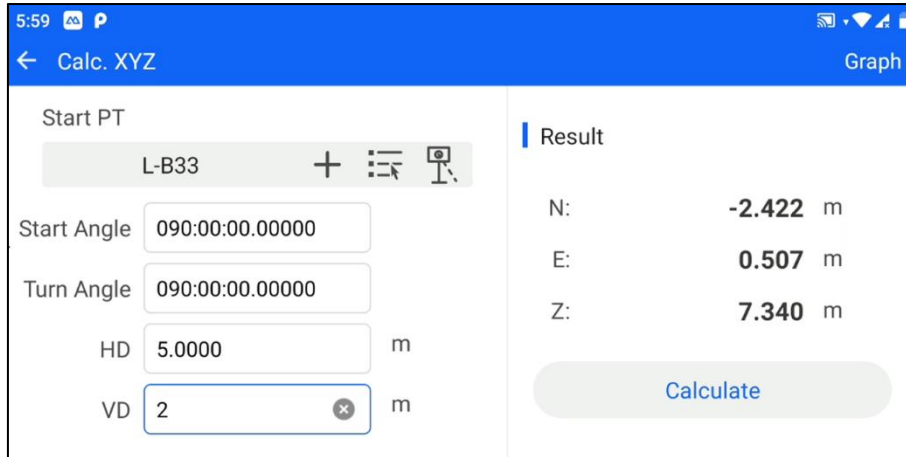 5:59
Calc. XYZ
Graph
Start PT
L-B33
Start Angle 090:00:00.00000
Turn Angle 090:00:00.00000
HD 5.0000 m
VD 2 m
Result
N: -2.422 m
E: 0.507 m
Z: 7.340 m
Calculate